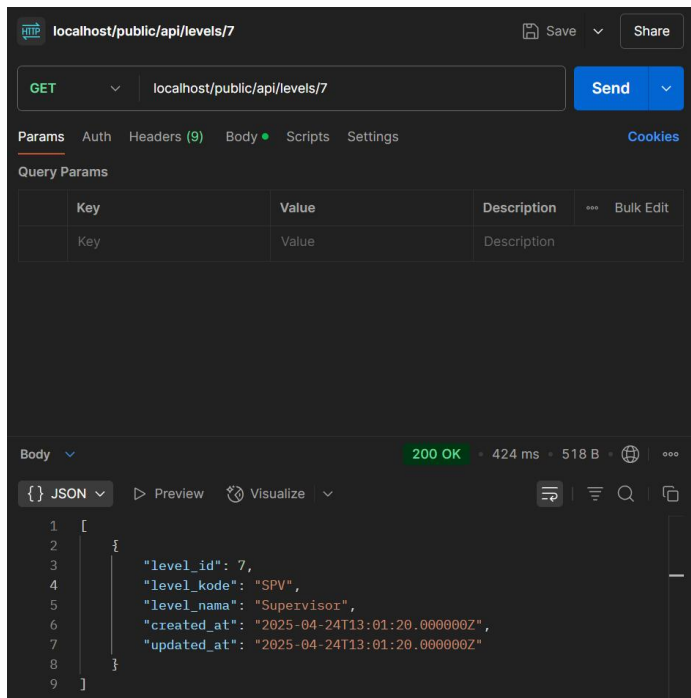 HTTP localhost/public/api/levels/7 Save Share
GET localhost/public/api/levels/7 Send
Params Auth Headers (9) Body Scripts Settings Cookies
Query Params
Key Value Description Bulk Edit
Key Value Description
Body 200 OK 424 ms 518 B
{} JSON Preview Visualize
1 [
2 {
3 "level_id": 7,
4 "level_kode": "SPV",
5 "level_nama": "Supervisor",
6 "created_at": "2025-04-24T13:01:20.000000Z",
7 "updated_at": "2025-04-24T13:01:20.000000Z"
8 }
9 ]